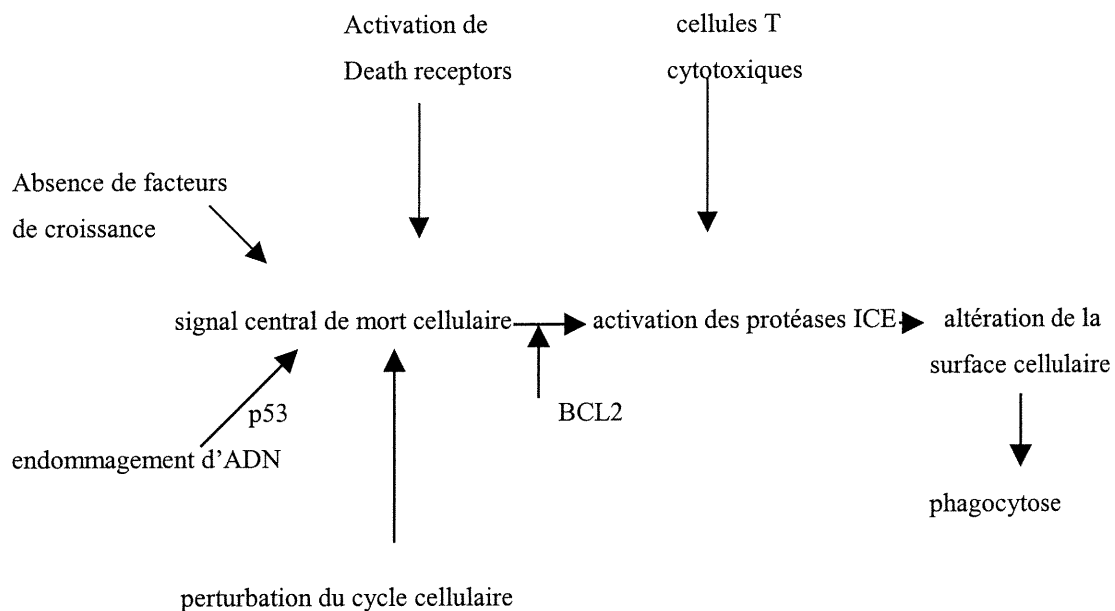 Activation de
Death receptors
cellules T
cytotoxiques
Absence de facteurs
de croissance
signal central de mort cellulaire
activation des protéases ICE
altération de la
surface cellulaire
p53
BCL2
endommagement d’ADN
phagocytose
perturbation du cycle cellulaire